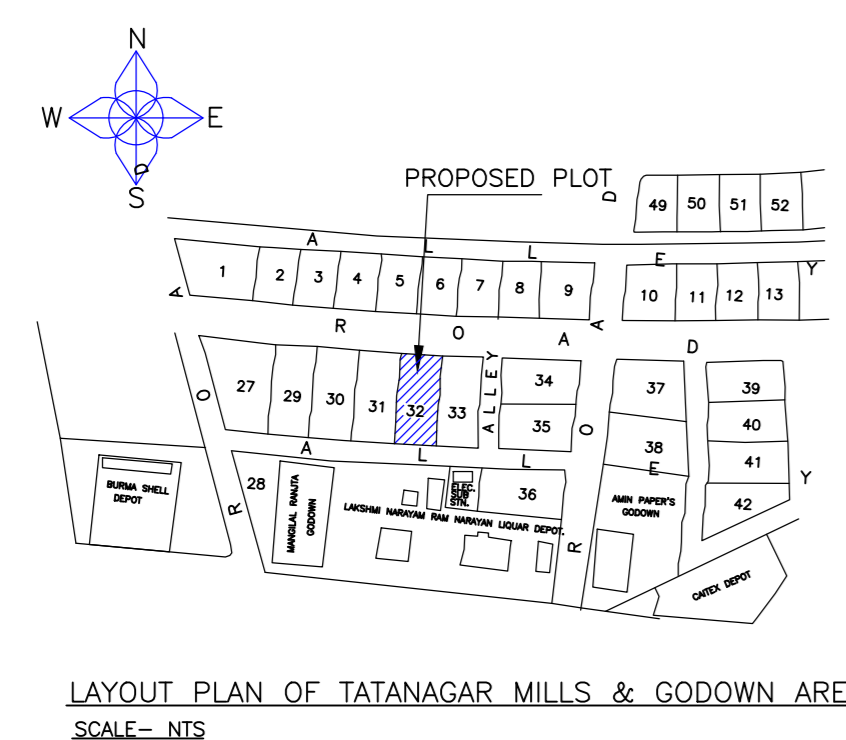 N
W E
S
D
PROPOSED PLOT
D
49 50 51 52
A L L E Y
1 2 3 4 5 6 7 8 9 10 11 12 13
A
R O A D
A
27 29 30 31 32 33
ALLEY
34
35
37
38
39
40
41
42
R O
A L L E Y
R O
28
BURMA SHELL
DEPOT
MANGILAL RANJTA
GODOWN
ELEC.
SUB
STN.
36
LAKSHMI NARAYAM RAM NARAYAN LIQUAR DEPOT.
AMIN PAPER'S
GODOWN
CAITEX DEPOT
LAYOUT PLAN OF TATANAGAR MILLS & GODOWN ARE
SCALE— NTS